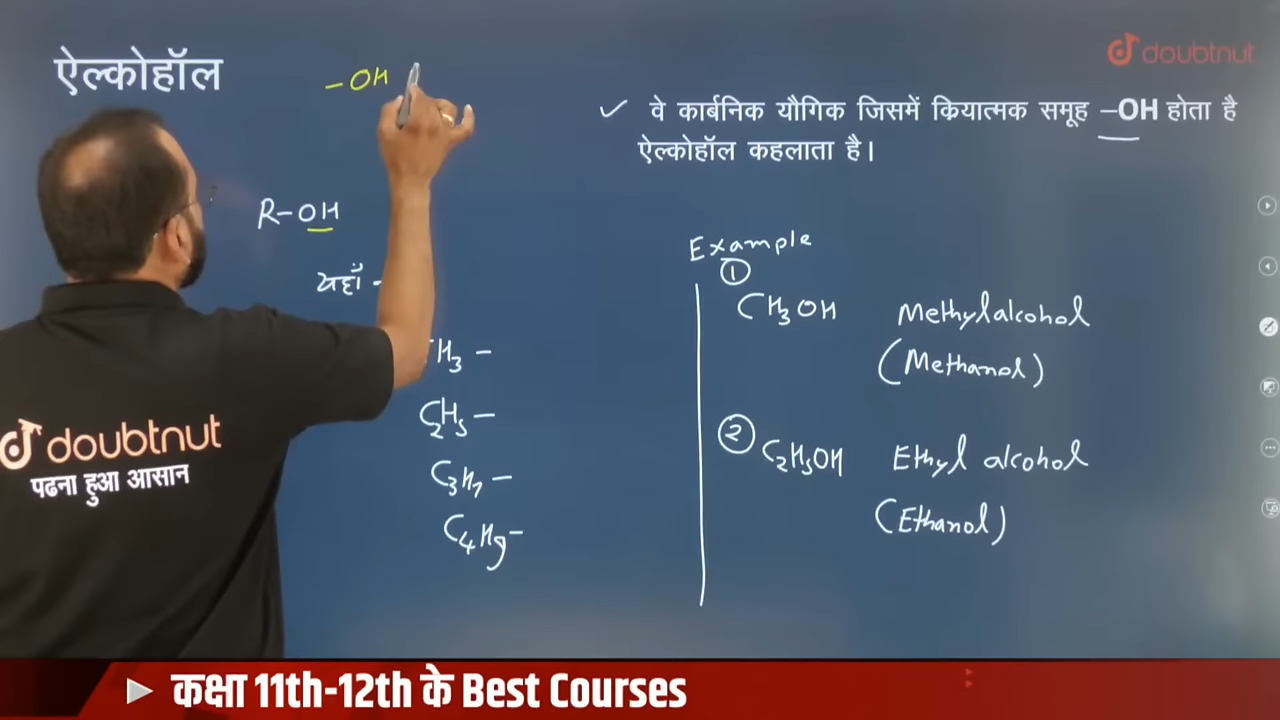 ऐल्कोहॉल
–OH
doubtnut
✓ वे कार्बनिक यौगिक जिसमें क्रियात्मक समूह –OH होता है
ऐल्कोहॉल कहलाता है।
R–OH
यहाँ -
H₃ –
C₂H₅ –
C₃H₇ –
C₄H₉ –
Example
① CH₃OH Methylalcohol
(Methanol)
② C₂H₅OH Ethyl alcohol
(Ethanol)
doubtnut
पढना हुआ आसान
कक्षा 11th-12th के Best Courses